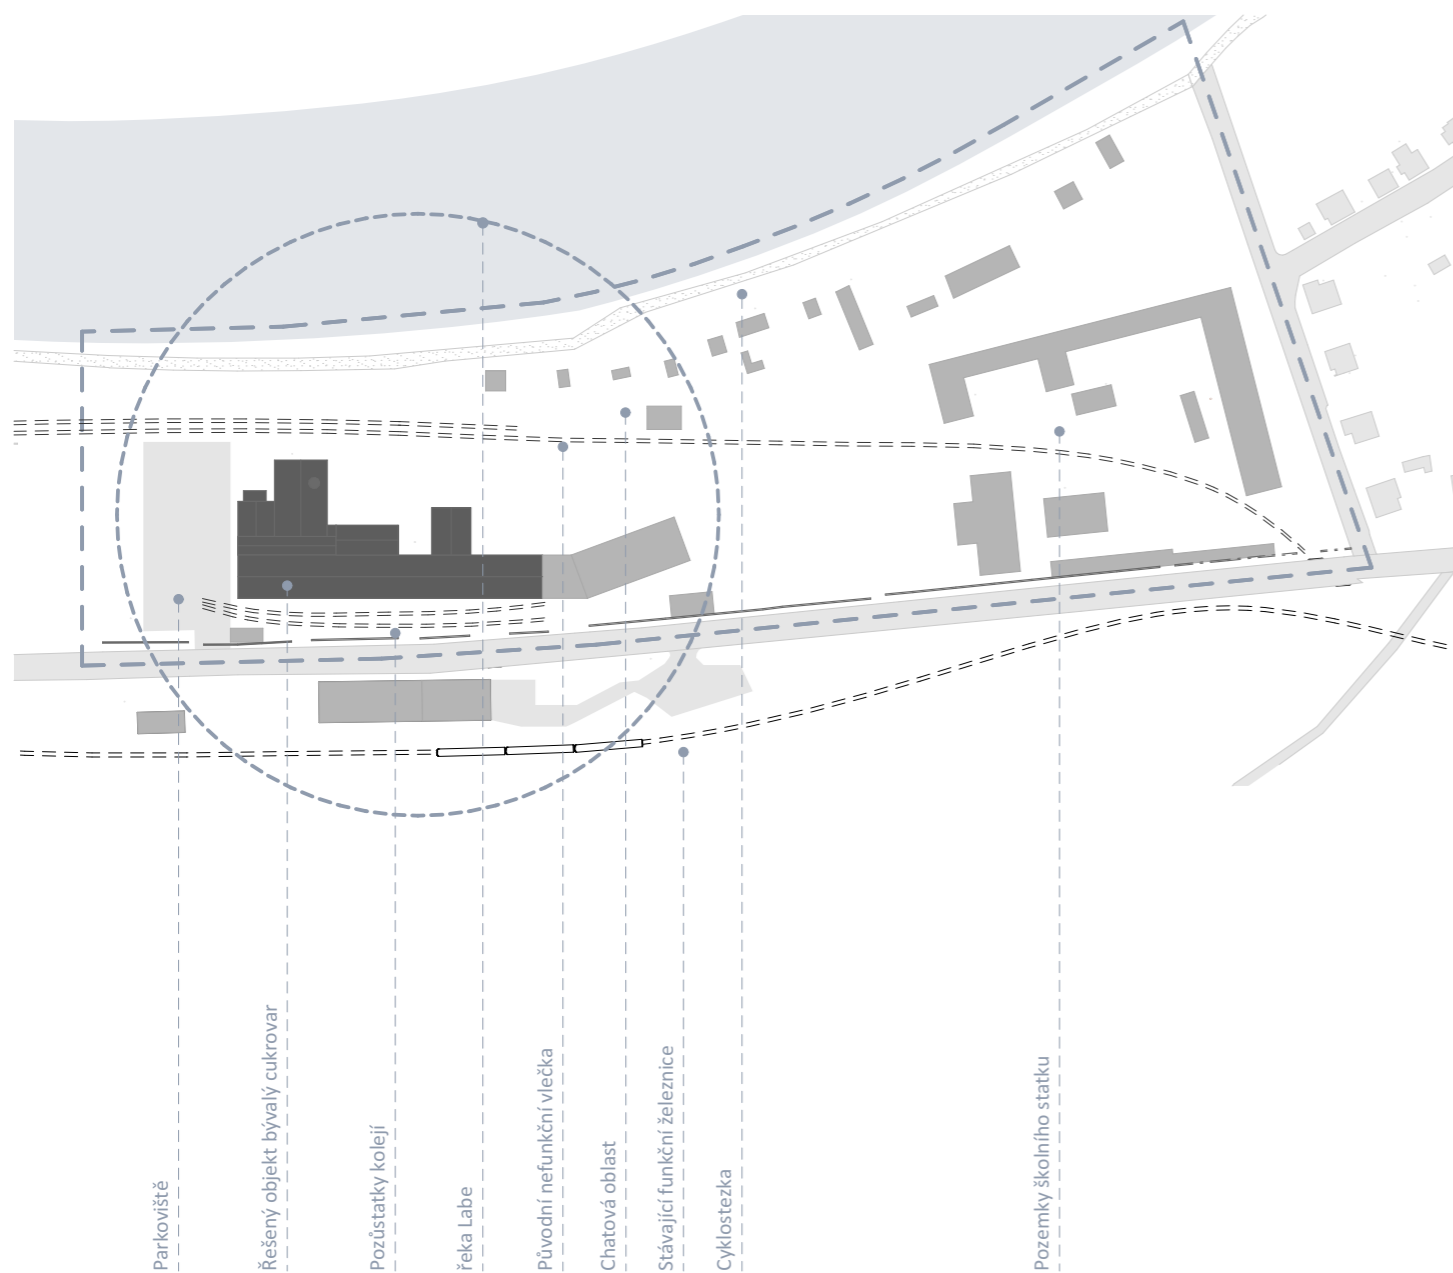 Parkoviště
Řešený objekt bývalý cukrovar
Pozůstatky kolejí
řeka Labe
Původní nefunkční vlečka
Chatová oblast
Stávající funkční železnice
Cyklostezka
Pozemky školního statku